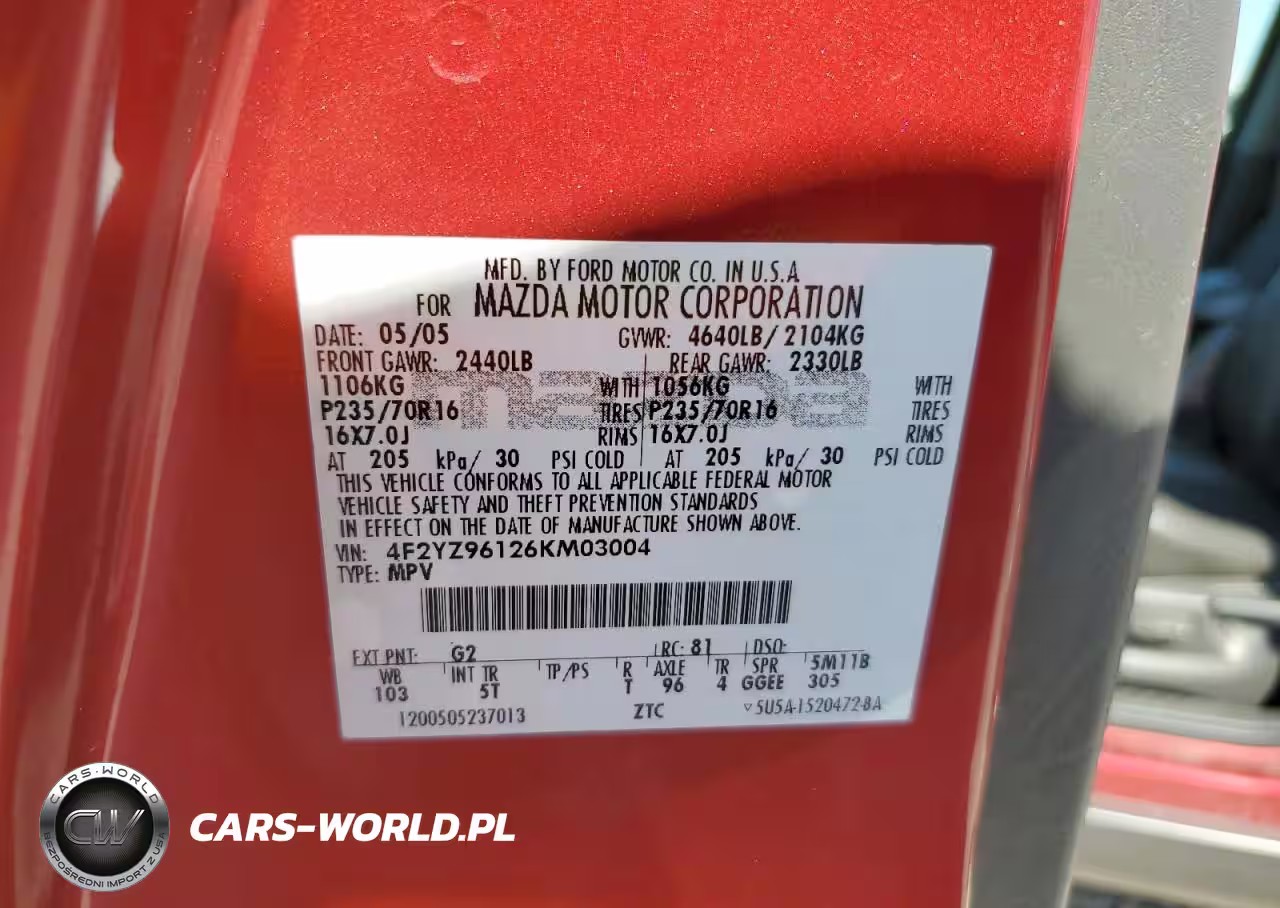 MFD. BY FORD MOTOR CO. IN U.S.A
FOR MAZDA MOTOR CORPORATION
DATE: 05/05 GVWR: 4640LB/ 2104KG
FRONT GAWR: 2440LB REAR GAWR: 2330LB
1106KG WITH 1056KG WITH
P235/70R16 TIRES P235/70R16 TIRES
16X7.0J RIMS 16X7.0J RIMS
AT 205 kPa/ 30 PSI COLD AT 205 kPa/ 30 PSI COLD
mazda
THIS VEHICLE CONFORMS TO ALL APPLICABLE FEDERAL MOTOR
VEHICLE SAFETY AND THEFT PREVENTION STANDARDS
IN EFFECT ON THE DATE OF MANUFACTURE SHOWN ABOVE.
VIN: 4F2YZ96126KM03004
TYPE: MPV
EXT PNT: G2 RC: 81 DSO:
WB INT TR TP/PS R AXLE TR SPR 5M11B
103 5T T 96 4 GGEE 305
1200505237013 ZTC 5U5A-1520472-BA
CARS-WORLD
CW
BEZPOŚREDNI IMPORT Z USA
CARS-WORLD.PL